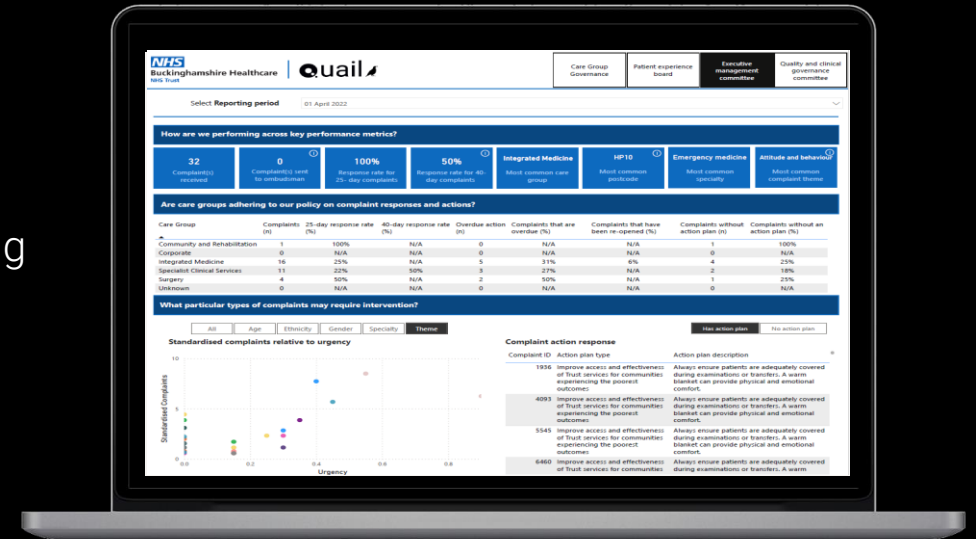 g
NHS
Buckinghamshire Healthcare
NHS Trust
Quail
Care Group Governance
Patient experience board
Executive management committee
Quality and clinical governance committee
Select Reporting period 01 April 2022
How are we performing across key performance metrics?
32 Complaint(s) received
0 Complaint(s) sent to ombudsman
100% Response rate for 25- day complaints
50% Response rate for 40- day complaints
Integrated Medicine Most common care group
HP10 Most common postcode
Emergency medicine Most common specialty
Attitude and behaviour Most common complaint theme
Are care groups adhering to our policy on complaint responses and actions?
Care Group Complaints (n) 25-day response rate (%) 40-day response rate (%) Overdue action (n) Complaints that are overdue (%) Complaints that have been re-opened (%) Complaints without action plan (n) Complaints without an action plan (%)
Community and Rehabilitation 1 100% N/A 0 N/A N/A 1 100%
Corporate 0 N/A N/A 0 N/A N/A 0 N/A
Integrated Medicine 16 25% N/A 5 31% 6% 4 25%
Specialist Clinical Services 11 22% 50% 3 27% N/A 2 18%
Surgery 4 50% N/A 2 50% N/A 1 25%
Unknown 0 N/A N/A 0 N/A N/A 0 N/A
What particular types of complaints may require intervention?
All Age Ethnicity Gender Specialty Theme
Has action plan No action plan
Standardised complaints relative to urgency
10
5
0
Standardised Complaints
0.0 0.2 0.4 0.6 0.8
Urgency
Complaint action response
Complaint ID Action plan type Action plan description
1936 Improve access and effectiveness Always ensure patients are adequately covered
of Trust services for communities during examinations or transfers. A warm
experiencing the poorest blanket can provide physical and emotional
outcomes comfort.
4093 Improve access and effectiveness Always ensure patients are adequately covered
of Trust services for communities during examinations or transfers. A warm
experiencing the poorest blanket can provide physical and emotional
outcomes comfort.
5545 Improve access and effectiveness Always ensure patients are adequately covered
of Trust services for communities during examinations or transfers. A warm
experiencing the poorest blanket can provide physical and emotional
outcomes comfort.
6460 Improve access and effectiveness Always ensure patients are adequately covered
of Trust services for communities during examinations or transfers. A warm